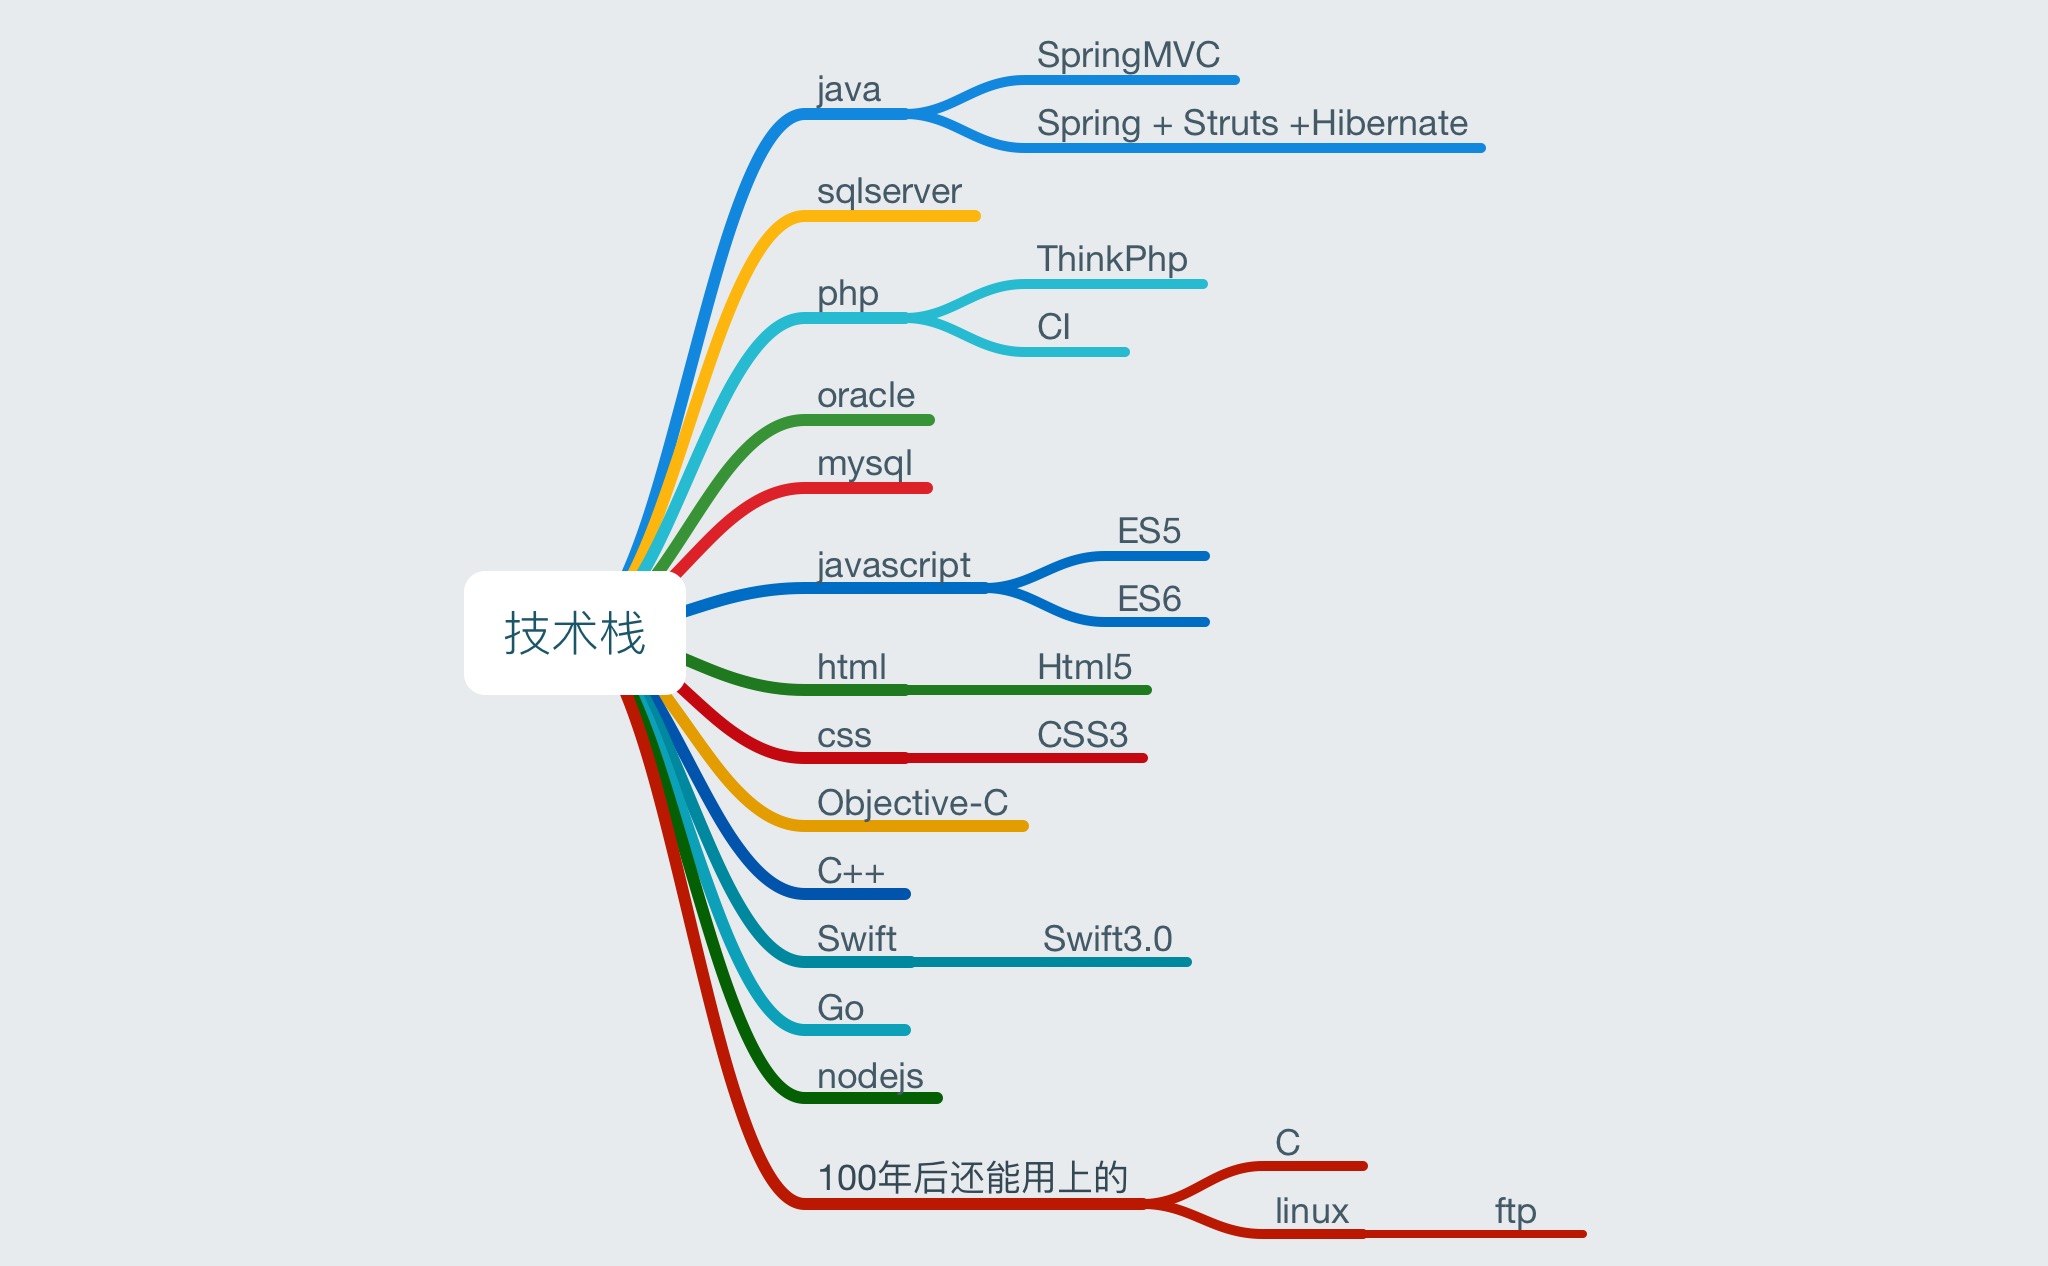 技术栈
java
SpringMVC
Spring + Struts +Hibernate
sqlserver
php
ThinkPhp
CI
oracle
mysql
javascript
ES5
ES6
html
Html5
css
CSS3
Objective-C
C++
Swift
Swift3.0
Go
nodejs
100年后还能用上的
C
linux
ftp